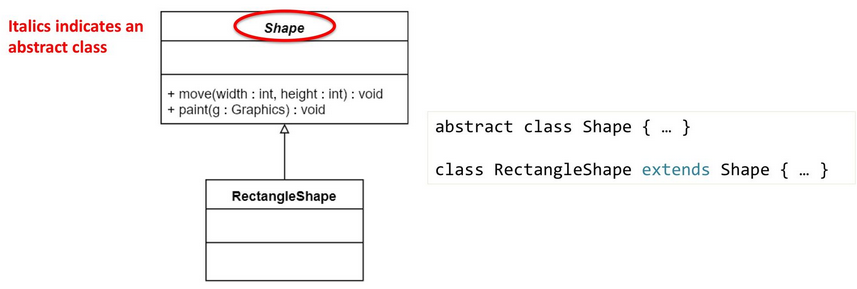 Italics indicates an
abstract class
Shape
+ move(width : int, height : int) : void
+ paint(g : Graphics) : void
RectangleShape
abstract class Shape { … }
class RectangleShape extends Shape { … }